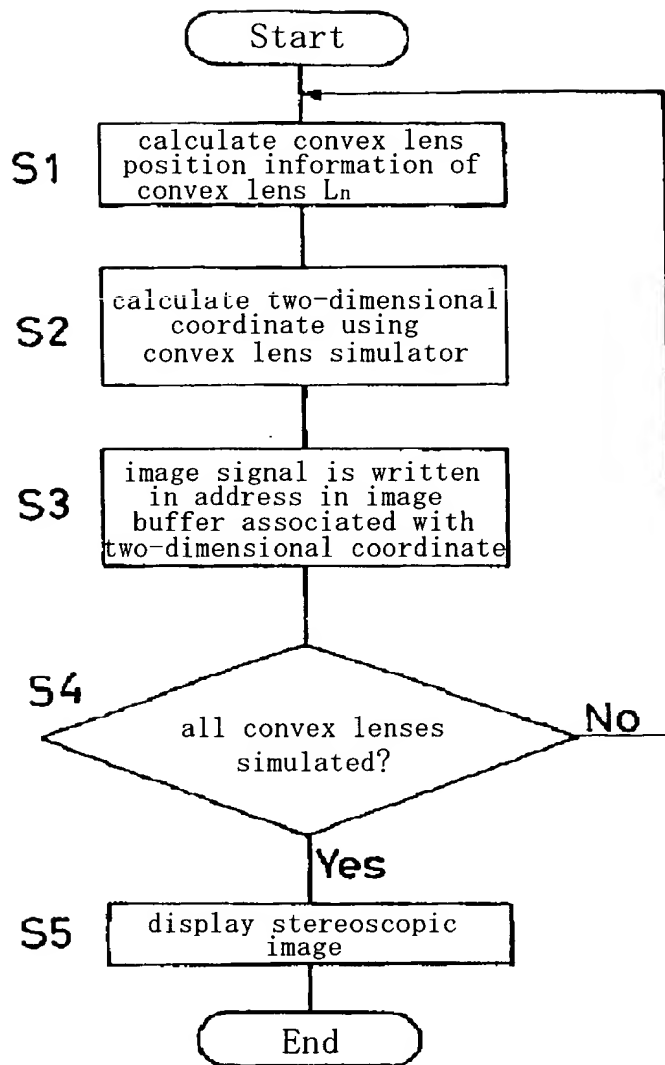 Start
S1
calculate convex lens
position information of
convex lens Ln
S2
calculate two-dimensional
coordinate using
convex lens simulator
S3
image signal is written
in address in image
buffer associated with
two-dimensional coordinate
S4
all convex lenses
simulated?
No
Yes
S5
display stereoscopic
image
End